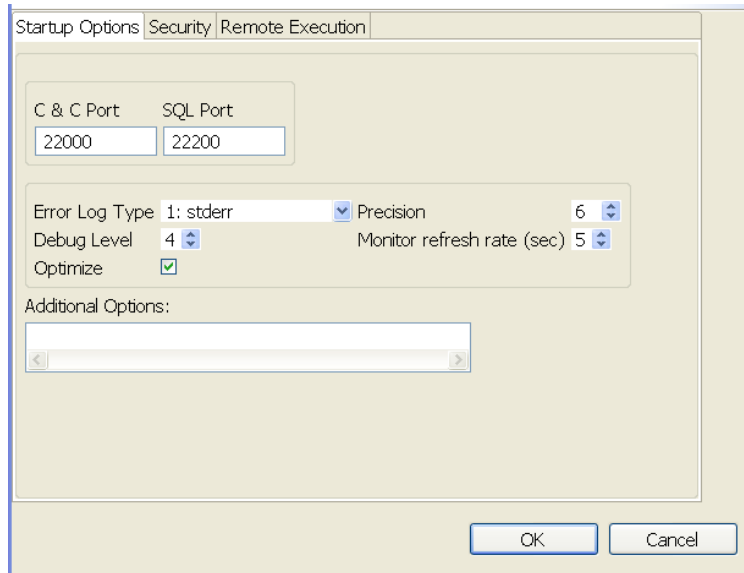 Startup Options Security Remote Execution
C & C Port SQL Port
22000 22200
Error Log Type 1: stderr Precision 6
Debug Level 4 Monitor refresh rate (sec) 5
Optimize
Additional Options:
OK Cancel